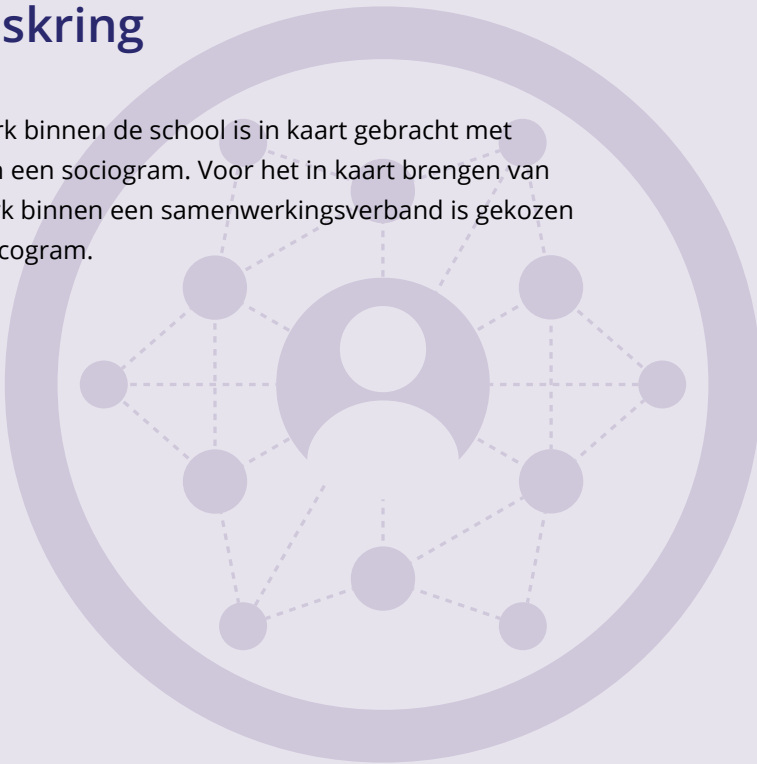 skring
rk binnen de school is in kaart gebracht met
n een sociogram. Voor het in kaart brengen van
rk binnen een samenwerkingsverband is gekozen
cogram.